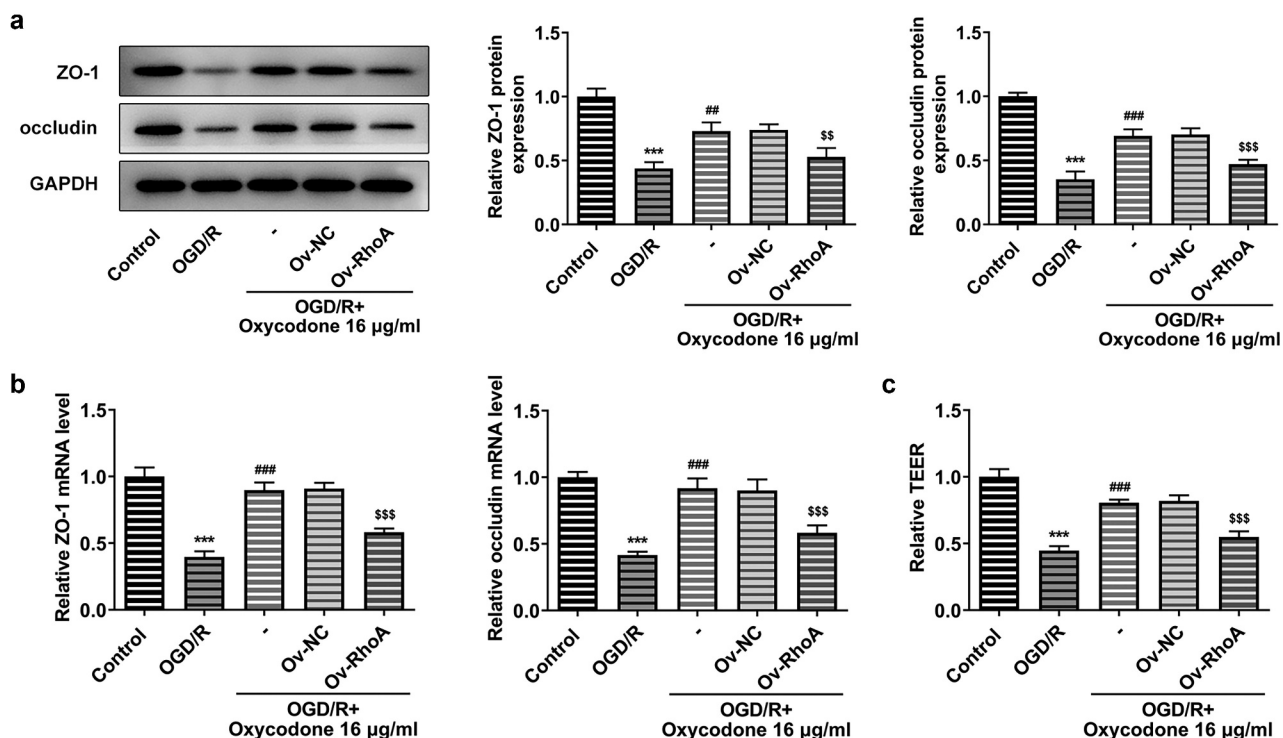 a
ZO-1
occludin
GAPDH
Control
OGD/R
-
Ov-NC
Ov-RhoA
OGD/R+
Oxycodone 16 μg/ml
Relative ZO-1 protein
expression
1.5
1.0
0.5
0.0
***
##
$$
Control
OGD/R
-
Ov-NC
Ov-RhoA
OGD/R+
Oxycodone 16 μg/ml
Relative occludin protein
expression
1.5
1.0
0.5
0.0
***
###
$$$
Control
OGD/R
-
Ov-NC
Ov-RhoA
OGD/R+
Oxycodone 16 μg/ml
b
Relative ZO-1 mRNA level
1.5
1.0
0.5
0.0
***
###
$$$
Control
OGD/R
-
Ov-NC
Ov-RhoA
OGD/R+
Oxycodone 16 μg/ml
Relative occludin mRNA level
1.5
1.0
0.5
0.0
***
###
$$$
Control
OGD/R
-
Ov-NC
Ov-RhoA
OGD/R+
Oxycodone 16 μg/ml
c
Relative TEER
1.5
1.0
0.5
0.0
***
###
$$$
Control
OGD/R
-
Ov-NC
Ov-RhoA
OGD/R+
Oxycodone 16 μg/ml